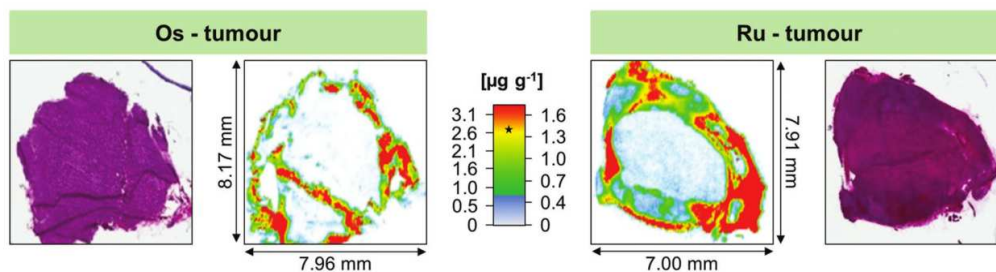 Os - tumour
Ru - tumour
8.17 mm
7.96 mm
[µg g-1]
3.1 1.6
2.6 ★ 1.3
2.1 1.1
1.6 0.9
1.0 0.7
0.5 0.4
0 0
7.91 mm
7.00 mm